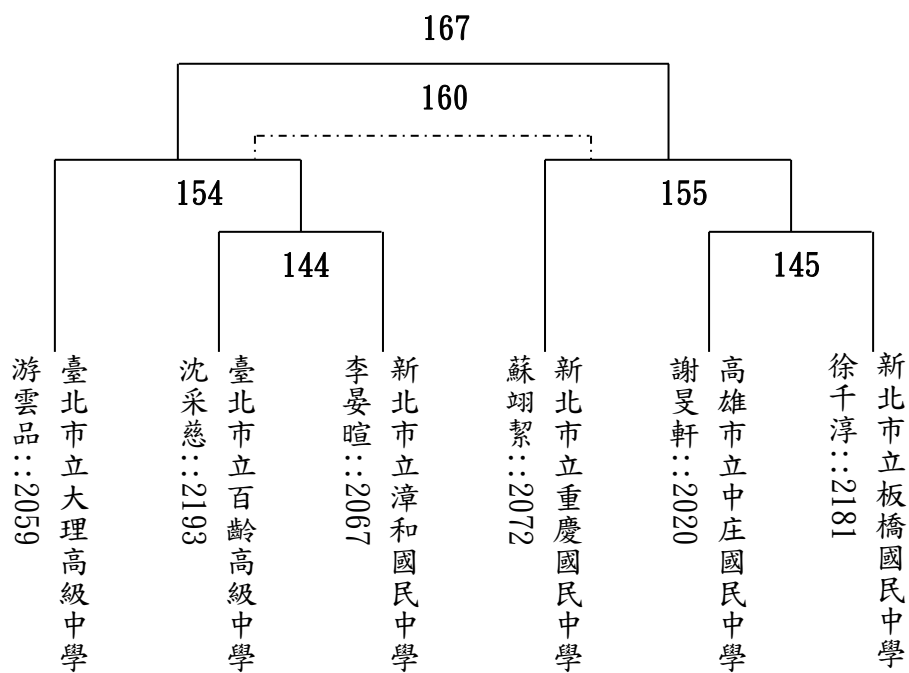 167
160
154
155
144
145
臺北市立大理高級中學
游雲品::2059
臺北市立百齡高級中學
沈采慈::2193
新北市立漳和國民中學
李晏暄::2067
新北市立重慶國民中學
蘇翊絜::2072
高雄市立中庄國民中學
謝旻軒::2020
新北市立板橋國民中學
徐千淳::2181